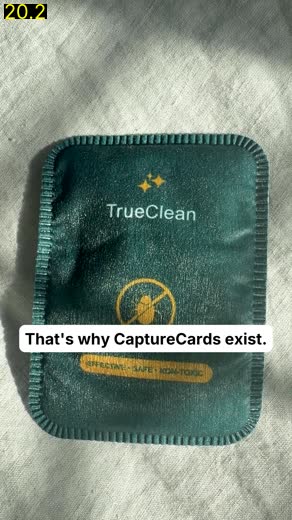 20.2
TrueClean
That's why CaptureCards exist.
EFFECTIVE • SAFE • NON-TOXIC